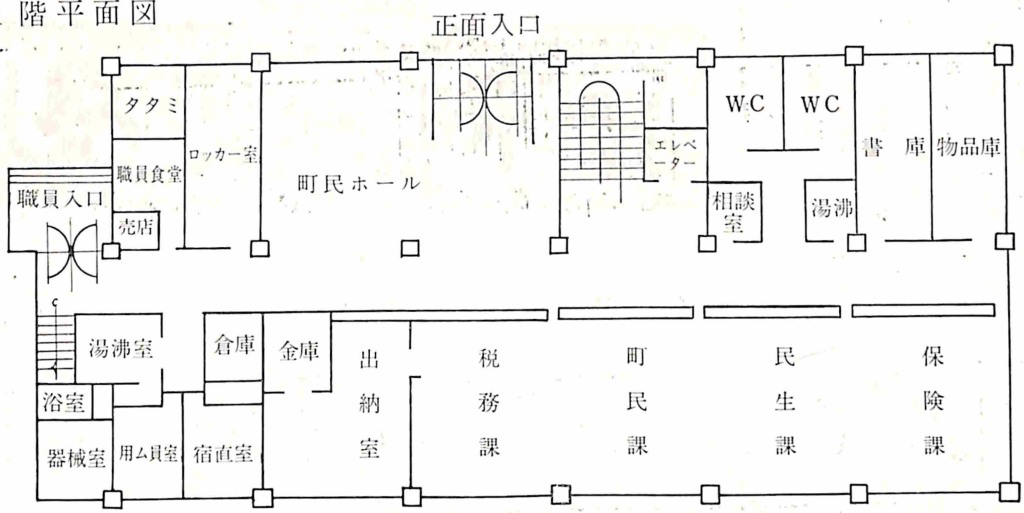 階平面図
正面入口
タタミ
ロッカー室
職員食堂
職員入口
売店
町民ホール
エレベ
ーター
WC
WC
相談
室
湯沸
書庫
物品庫
湯沸室
浴室
器械室
用ム員室
宿直室
倉庫
金庫
出納室
税務課
町民課
民生課
保険課